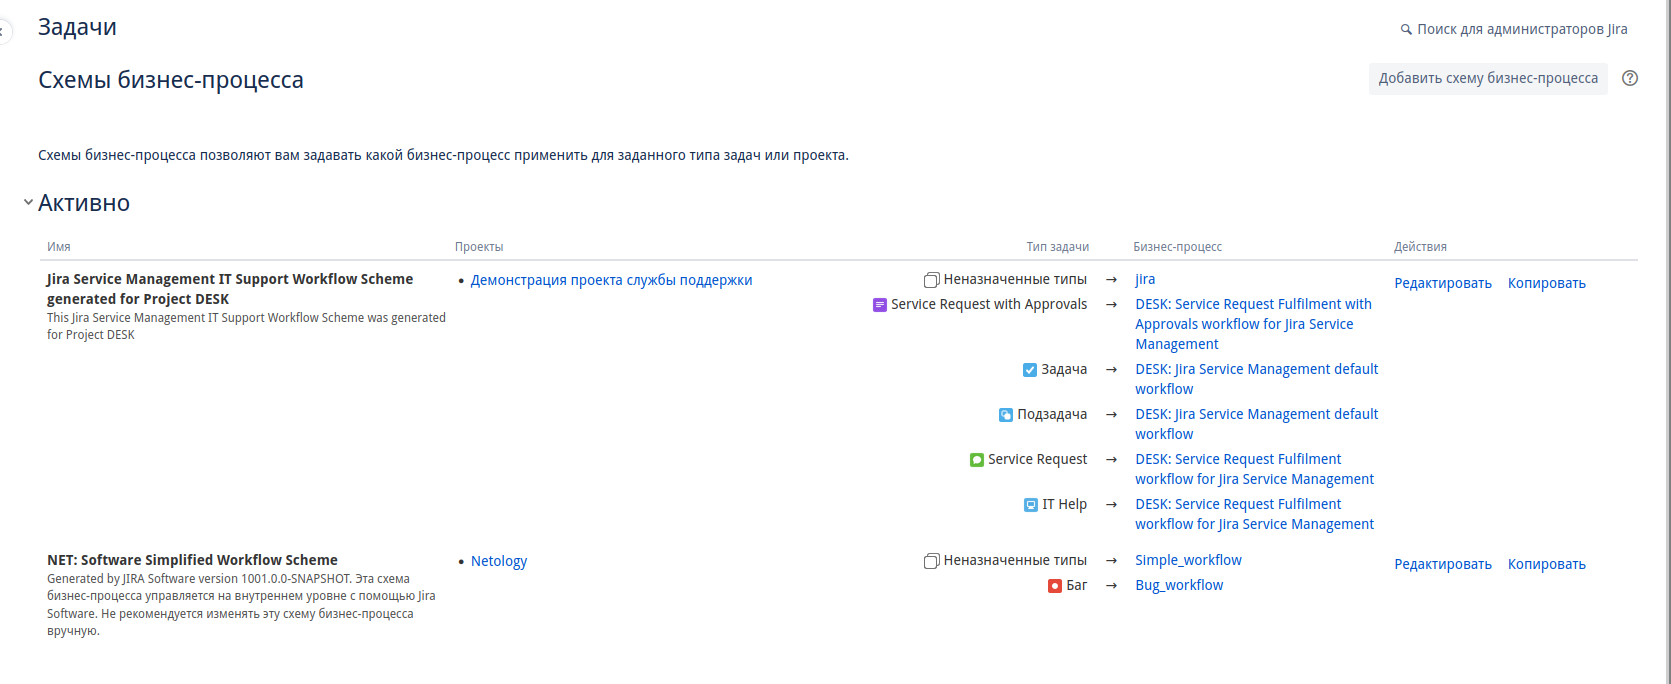 Задачи
Поиск для администраторов Jira
Схемы бизнес-процесса
Добавить схему бизнес-процесса
Схемы бизнес-процесса позволяют вам задавать какой бизнес-процесс применить для заданного типа задач или проекта.
Активно
Имя Проекты Тип задачи Бизнес-процесс Действия
Jira Service Management IT Support Workflow Scheme
generated for Project DESK
This Jira Service Management IT Support Workflow Scheme was generated
for Project DESK
• Демонстрация проекта службы поддержки
Неназначенные типы → jira
Service Request with Approvals → DESK: Service Request Fulfilment with
Approvals workflow for Jira Service
Management
Задача → DESK: Jira Service Management default
workflow
Подзадача → DESK: Jira Service Management default
workflow
Service Request → DESK: Service Request Fulfilment
workflow for Jira Service Management
IT Help → DESK: Service Request Fulfilment
workflow for Jira Service Management
Редактировать Копировать
NET: Software Simplified Workflow Scheme
Generated by JIRA Software version 1001.0.0-SNAPSHOT. Эта схема
бизнес-процесса управляется на внутреннем уровне с помощью Jira
Software. Не рекомендуется изменять эту схему бизнес-процесса
вручную.
• Netology
Неназначенные типы → Simple_workflow
Баг → Bug_workflow
Редактировать Копировать